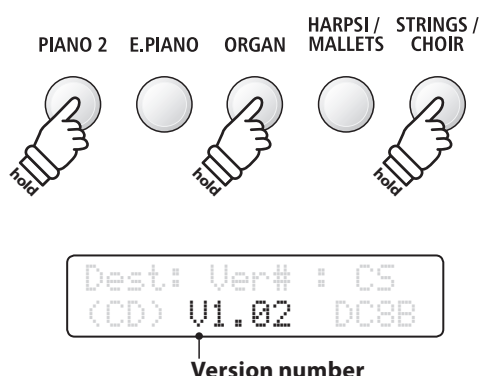 PIANO 2 E.PIANO ORGAN HARPSI / MALLETS STRINGS / CHOIR
hold hold hold
Dest: Ver# : CS
(CD) V1.02 DC8B
Version number